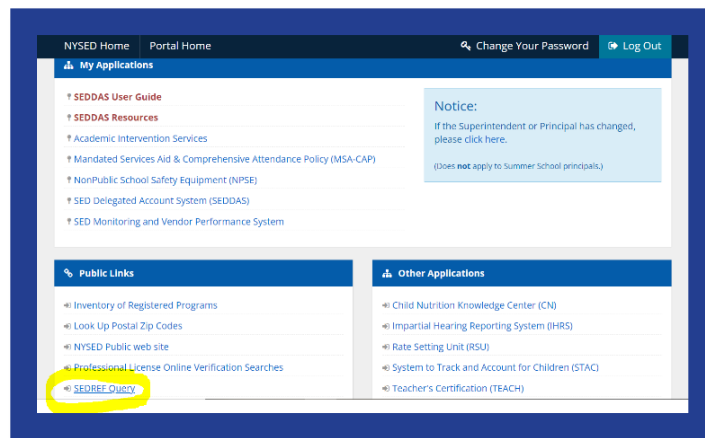 NYSED Home Portal Home Change Your Password Log Out
My Applications
SEDDAS User Guide
SEDDAS Resources
Academic Intervention Services
Mandated Services Aid & Comprehensive Attendance Policy (MSA-CAP)
NonPublic School Safety Equipment (NPSE)
SED Delegated Account System (SEDDAS)
SED Monitoring and Vendor Performance System
Notice:
If the Superintendent or Principal has changed,
please click here.
(Does not apply to Summer School principals.)
Public Links
Inventory of Registered Programs
Look Up Postal Zip Codes
NYSED Public web site
Professional License Online Verification Searches
SEDREF Query
Other Applications
Child Nutrition Knowledge Center (CN)
Impartial Hearing Reporting System (IHRS)
Rate Setting Unit (RSU)
System to Track and Account for Children (STAC)
Teacher's Certification (TEACH)